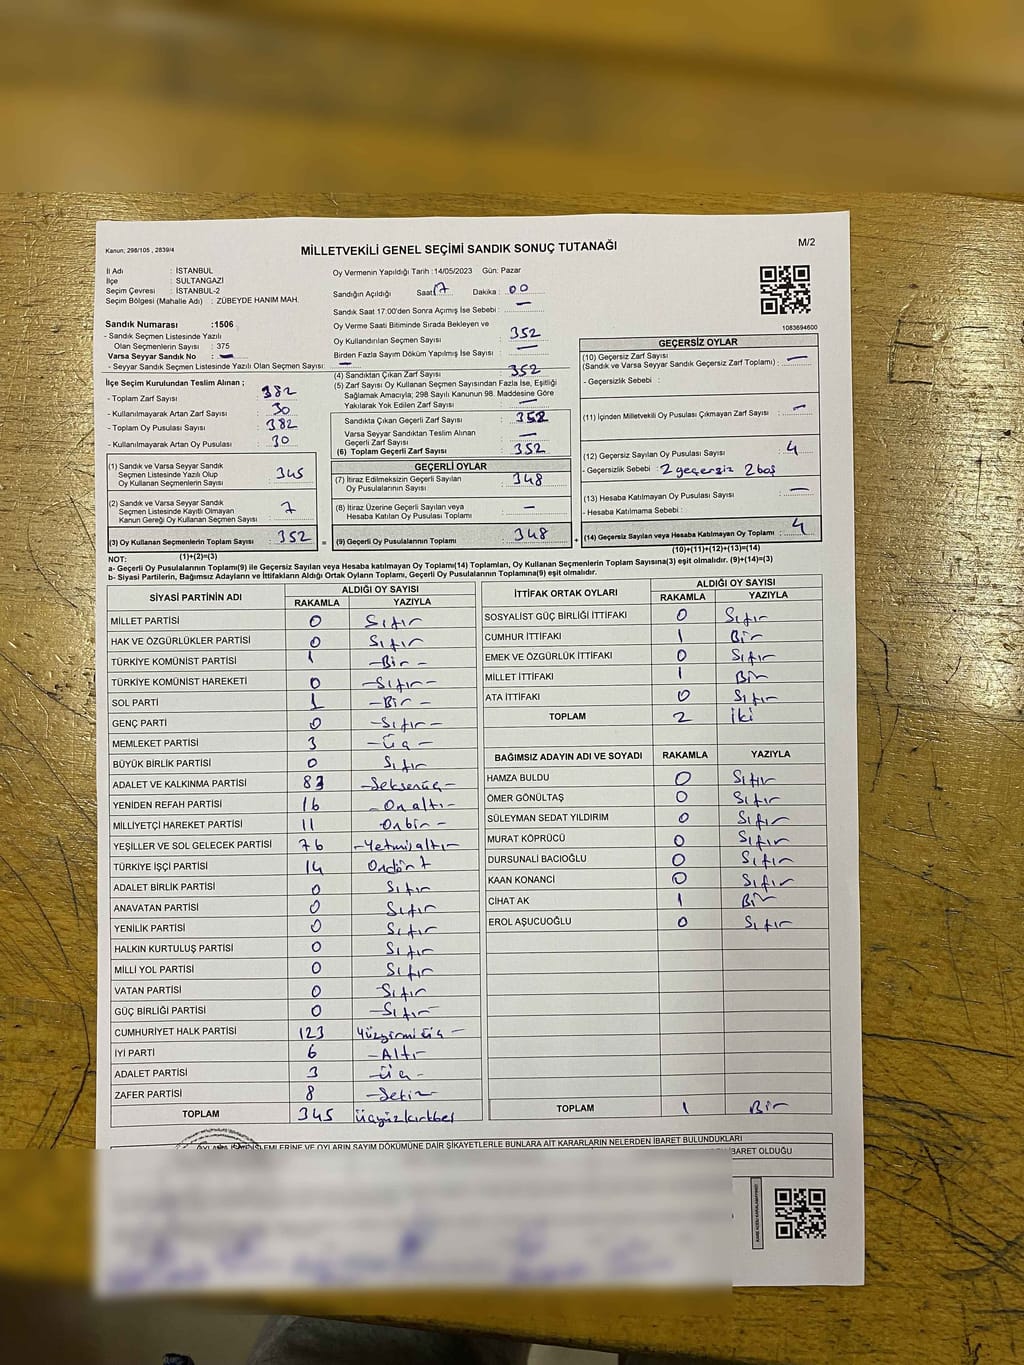 Kanun; 298/105 , 2839/4
MİLLETVEKİLİ GENEL SEÇİMİ SANDIK SONUÇ TUTANAĞI
M/2
İl Adı : İSTANBUL
İlçe : SULTANGAZİ
Seçim Çevresi : İSTANBUL-2
Seçim Bölgesi (Mahalle Adı) : ZÜBEYDE HANIM MAH.
Sandık Numarası :1506
- Sandık Seçmen Listesinde Yazılı
Olan Seçmenlerin Sayısı : 375
Varsa Seyyar Sandık No : —
- Seyyar Sandık Seçmen Listesinde Yazılı Olan Seçmen Sayısı: —
İlçe Seçim Kurulundan Teslim Alınan ;
- Toplam Zarf Sayısı : 382
- Kullanılmayarak Artan Zarf Sayısı : 30
- Toplam Oy Pusulası Sayısı : 382
- Kullanılmayarak Artan Oy Pusulası : 30
(1) Sandık ve Varsa Seyyar Sandık
Seçmen Listesinde Yazılı Olup
Oy Kullanan Seçmenlerin Sayısı : 345
(2) Sandık ve Varsa Seyyar Sandık
Seçmen Listesinde Kayıtlı Olmayan
Kanun Gereği Oy Kullanan Seçmen Sayısı : 7
(3) Oy Kullanan Seçmenlerin Toplam Sayısı : 352 =
Oy Vermenin Yapıldığı Tarih :14/05/2023 Gün: Pazar
Sandığın Açıldığı Saat: 17 Dakika : 00
Sandık Saat 17.00'den Sonra Açılmış İse Sebebi : —
Oy Verme Saati Bitiminde Sırada Bekleyen ve
Oy Kullandırılan Seçmen Sayısı : 352
Birden Fazla Sayım Döküm Yapılmış İse Sayısı : —
(4) Sandıktan Çıkan Zarf Sayısı : 352
(5) Zarf Sayısı Oy Kullanan Seçmen Sayısından Fazla İse, Eşitliği
Sağlamak Amacıyla; 298 Sayılı Kanunun 98. Maddesine Göre
Yakılarak Yok Edilen Zarf Sayısı : —
Sandıkta Çıkan Geçerli Zarf Sayısı : 352
Varsa Seyyar Sandıktan Teslim Alınan
Geçerli Zarf Sayısı : —
(6) Toplam Geçerli Zarf Sayısı : 352
GEÇERLİ OYLAR
(7) İtiraz Edilmeksizin Geçerli Sayılan
Oy Pusulalarının Sayısı : 348
(8) İtiraz Üzerine Geçerli Sayılan veya
Hesaba Katılan Oy Pusulası Toplamı : —
(9) Geçerli Oy Pusulalarının Toplamı : 348 +
1083694600
GEÇERSİZ OYLAR
(10) Geçersiz Zarf Sayısı
(Sandık ve Varsa Seyyar Sandık Geçersiz Zarf Toplamı) : —
- Geçersizlik Sebebi :
(11) İçinden Milletvekili Oy Pusulası Çıkmayan Zarf Sayısı : —
(12) Geçersiz Sayılan Oy Pusulası Sayısı : 4
- Geçersizlik Sebebi : 2 geçersiz 2 boş
(13) Hesaba Katılmayan Oy Pusulası Sayısı : —
- Hesaba Katılmama Sebebi :
(14) Geçersiz Sayılan veya Hesaba Katılmayan Oy Toplamı : 4
(10)+(11)+(12)+(13)=(14)
NOT: (1)+(2)=(3)
a- Geçerli Oy Pusulalarının Toplamı(9) ile Geçersiz Sayılan veya Hesaba katılmayan Oy Toplamı(14) Toplamları, Oy Kullanan Seçmenlerin Toplam Sayısına(3) eşit olmalıdır. (9)+(14)=(3)
b- Siyasi Partilerin, Bağımsız Adayların ve İttifakların Aldığı Ortak Oyların Toplamı, Geçerli Oy Pusulalarının Toplamına(9) eşit olmalıdır.
SİYASİ PARTİNİN ADI ALDIĞI OY SAYISI
RAKAMLA YAZIYLA
MİLLET PARTİSİ 0 Sıfır
HAK VE ÖZGÜRLÜKLER PARTİSİ 0 Sıfır
TÜRKİYE KOMÜNİST PARTİSİ 1 -Bir-
TÜRKİYE KOMÜNİST HAREKETİ 0 -Sıfır-
SOL PARTİ 1 -Bir-
GENÇ PARTİ 0 -Sıfır-
MEMLEKET PARTİSİ 3 -Üç-
BÜYÜK BİRLİK PARTİSİ 0 Sıfır
ADALET VE KALKINMA PARTİSİ 83 -Seksenüç-
YENİDEN REFAH PARTİSİ 16 -Onaltı-
MİLLİYETÇİ HAREKET PARTİSİ 11 Onbir-
YEŞİLLER VE SOL GELECEK PARTİSİ 76 -Yetmişaltı-
TÜRKİYE İŞÇİ PARTİSİ 14 Ondört
ADALET BİRLİK PARTİSİ 0 Sıfır
ANAVATAN PARTİSİ 0 Sıfır
YENİLİK PARTİSİ 0 Sıfır
HALKIN KURTULUŞ PARTİSİ 0 Sıfır
MİLLİ YOL PARTİSİ 0 Sıfır
VATAN PARTİSİ 0 Sıfır
GÜÇ BİRLİĞİ PARTİSİ 0 -Sıfır-
CUMHURİYET HALK PARTİSİ 123 Yüzyirmiüç-
İYİ PARTİ 6 -Altı-
ADALET PARTİSİ 3 -Üç-
ZAFER PARTİSİ 8 -Sekiz-
TOPLAM 345 üçyüzkırkbeş
İTTİFAK ORTAK OYLARI ALDIĞI OY SAYISI
RAKAMLA YAZIYLA
SOSYALİST GÜÇ BİRLİĞİ İTTİFAKI 0 Sıfır
CUMHUR İTTİFAKI 1 Bir
EMEK VE ÖZGÜRLÜK İTTİFAKI 0 Sıfır
MİLLET İTTİFAKI 1 Bir
ATA İTTİFAKI 0 Sıfır
TOPLAM 2 iki
BAĞIMSIZ ADAYIN ADI VE SOYADI RAKAMLA YAZIYLA
HAMZA BULDU 0 Sıfır
ÖMER GÖNÜLTAŞ 0 Sıfır
SÜLEYMAN SEDAT YILDIRIM 0 Sıfır
MURAT KÖPRÜCÜ 0 Sıfır
DURSUNALİ BACIOĞLU 0 Sıfır
KAAN KONANCİ 0 Sıfır
CİHAT AK 1 Bir
EROL AŞUCUOĞLU 0 Sıfır
TOPLAM 1 Bir
İŞLEMLERİNE VE OYLARIN SAYIM DÖKÜMÜNE DAİR ŞİKAYETLERLE BUNLARA AİT KARARLARIN NELERDEN İBARET BULUNDUKLARI
İBARET OLDUĞU